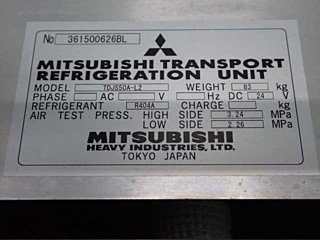 No 361500626BL
MITSUBISHI TRANSPORT
REFRIGERATION UNIT
MODEL TDJS50A-L2 WEIGHT 63 kg
PHASE AC V Hz DC 24 V
REFRIGERANT R404A CHARGE kg
AIR TEST PRESS. HIGH SIDE 3.24 MPa
LOW SIDE 2.26 MPa
MITSUBISHI
HEAVY INDUSTRIES, LTD.
TOKYO JAPAN